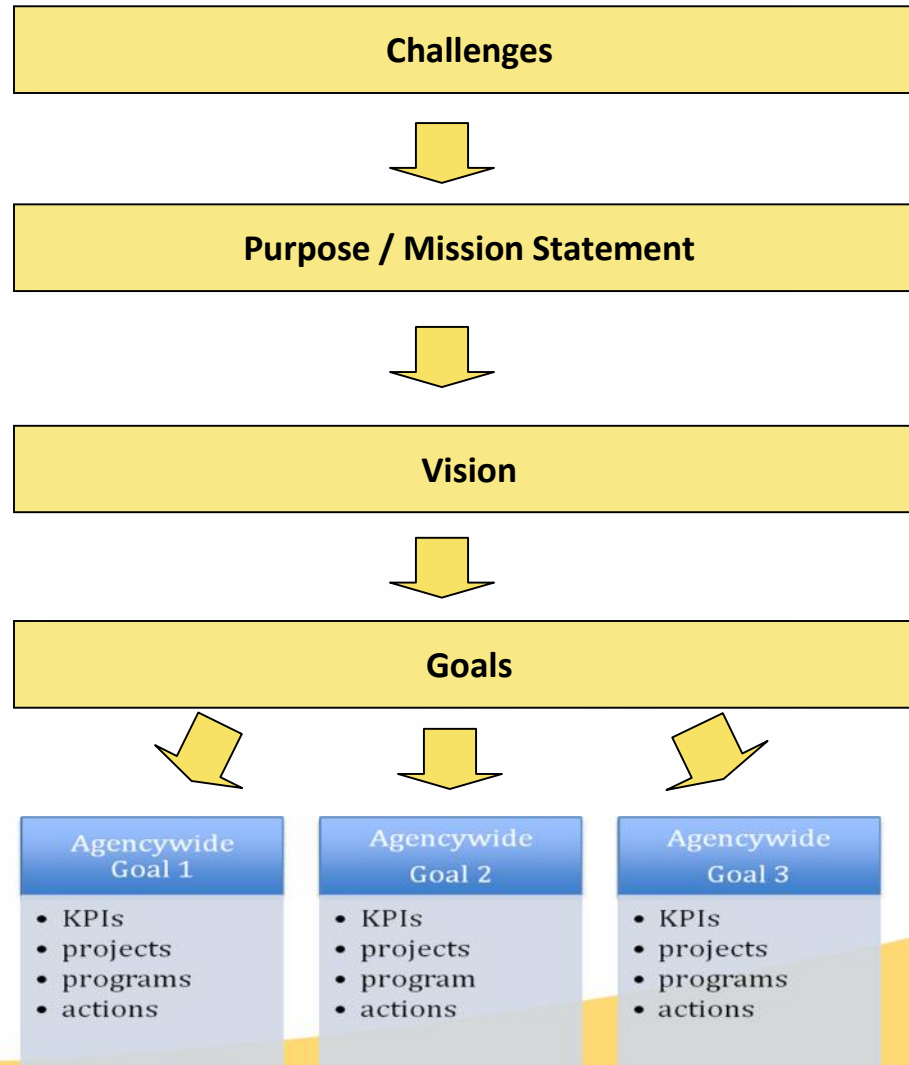 Challenges
Purpose / Mission Statement
Vision
Goals
Agencywide
Goal 1
• KPIs
• projects
• programs
• actions
Agencywide
Goal 2
• KPIs
• projects
• program
• actions
Agencywide
Goal 3
• KPIs
• projects
• programs
• actions